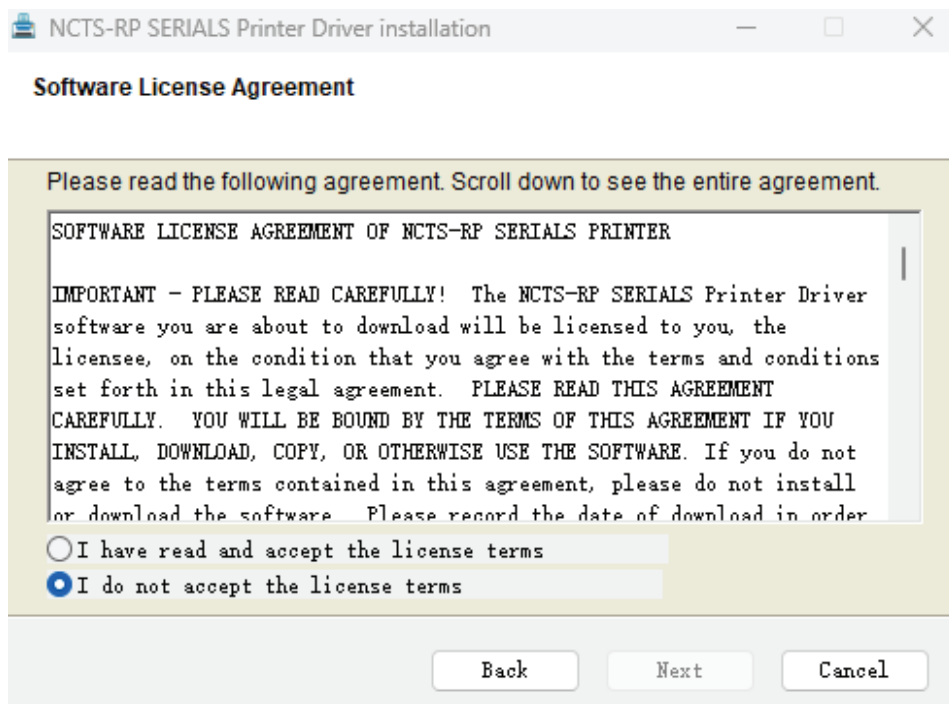 NCTS-RP SERIALS Printer Driver installation
Software License Agreement
Please read the following agreement. Scroll down to see the entire agreement.
SOFTWARE LICENSE AGREEMENT OF NCTS-RP SERIALS PRINTER
IMPORTANT - PLEASE READ CAREFULLY! The NCTS-RP SERIALS Printer Driver
software you are about to download will be licensed to you, the
licensee, on the condition that you agree with the terms and conditions
set forth in this legal agreement. PLEASE READ THIS AGREEMENT
CAREFULLY. YOU WILL BE BOUND BY THE TERMS OF THIS AGREEMENT IF YOU
INSTALL, DOWNLOAD, COPY, OR OTHERWISE USE THE SOFTWARE. If you do not
agree to the terms contained in this agreement, please do not install
or download the software. Please record the date of download in order
I have read and accept the license terms
I do not accept the license terms
Back Next Cancel